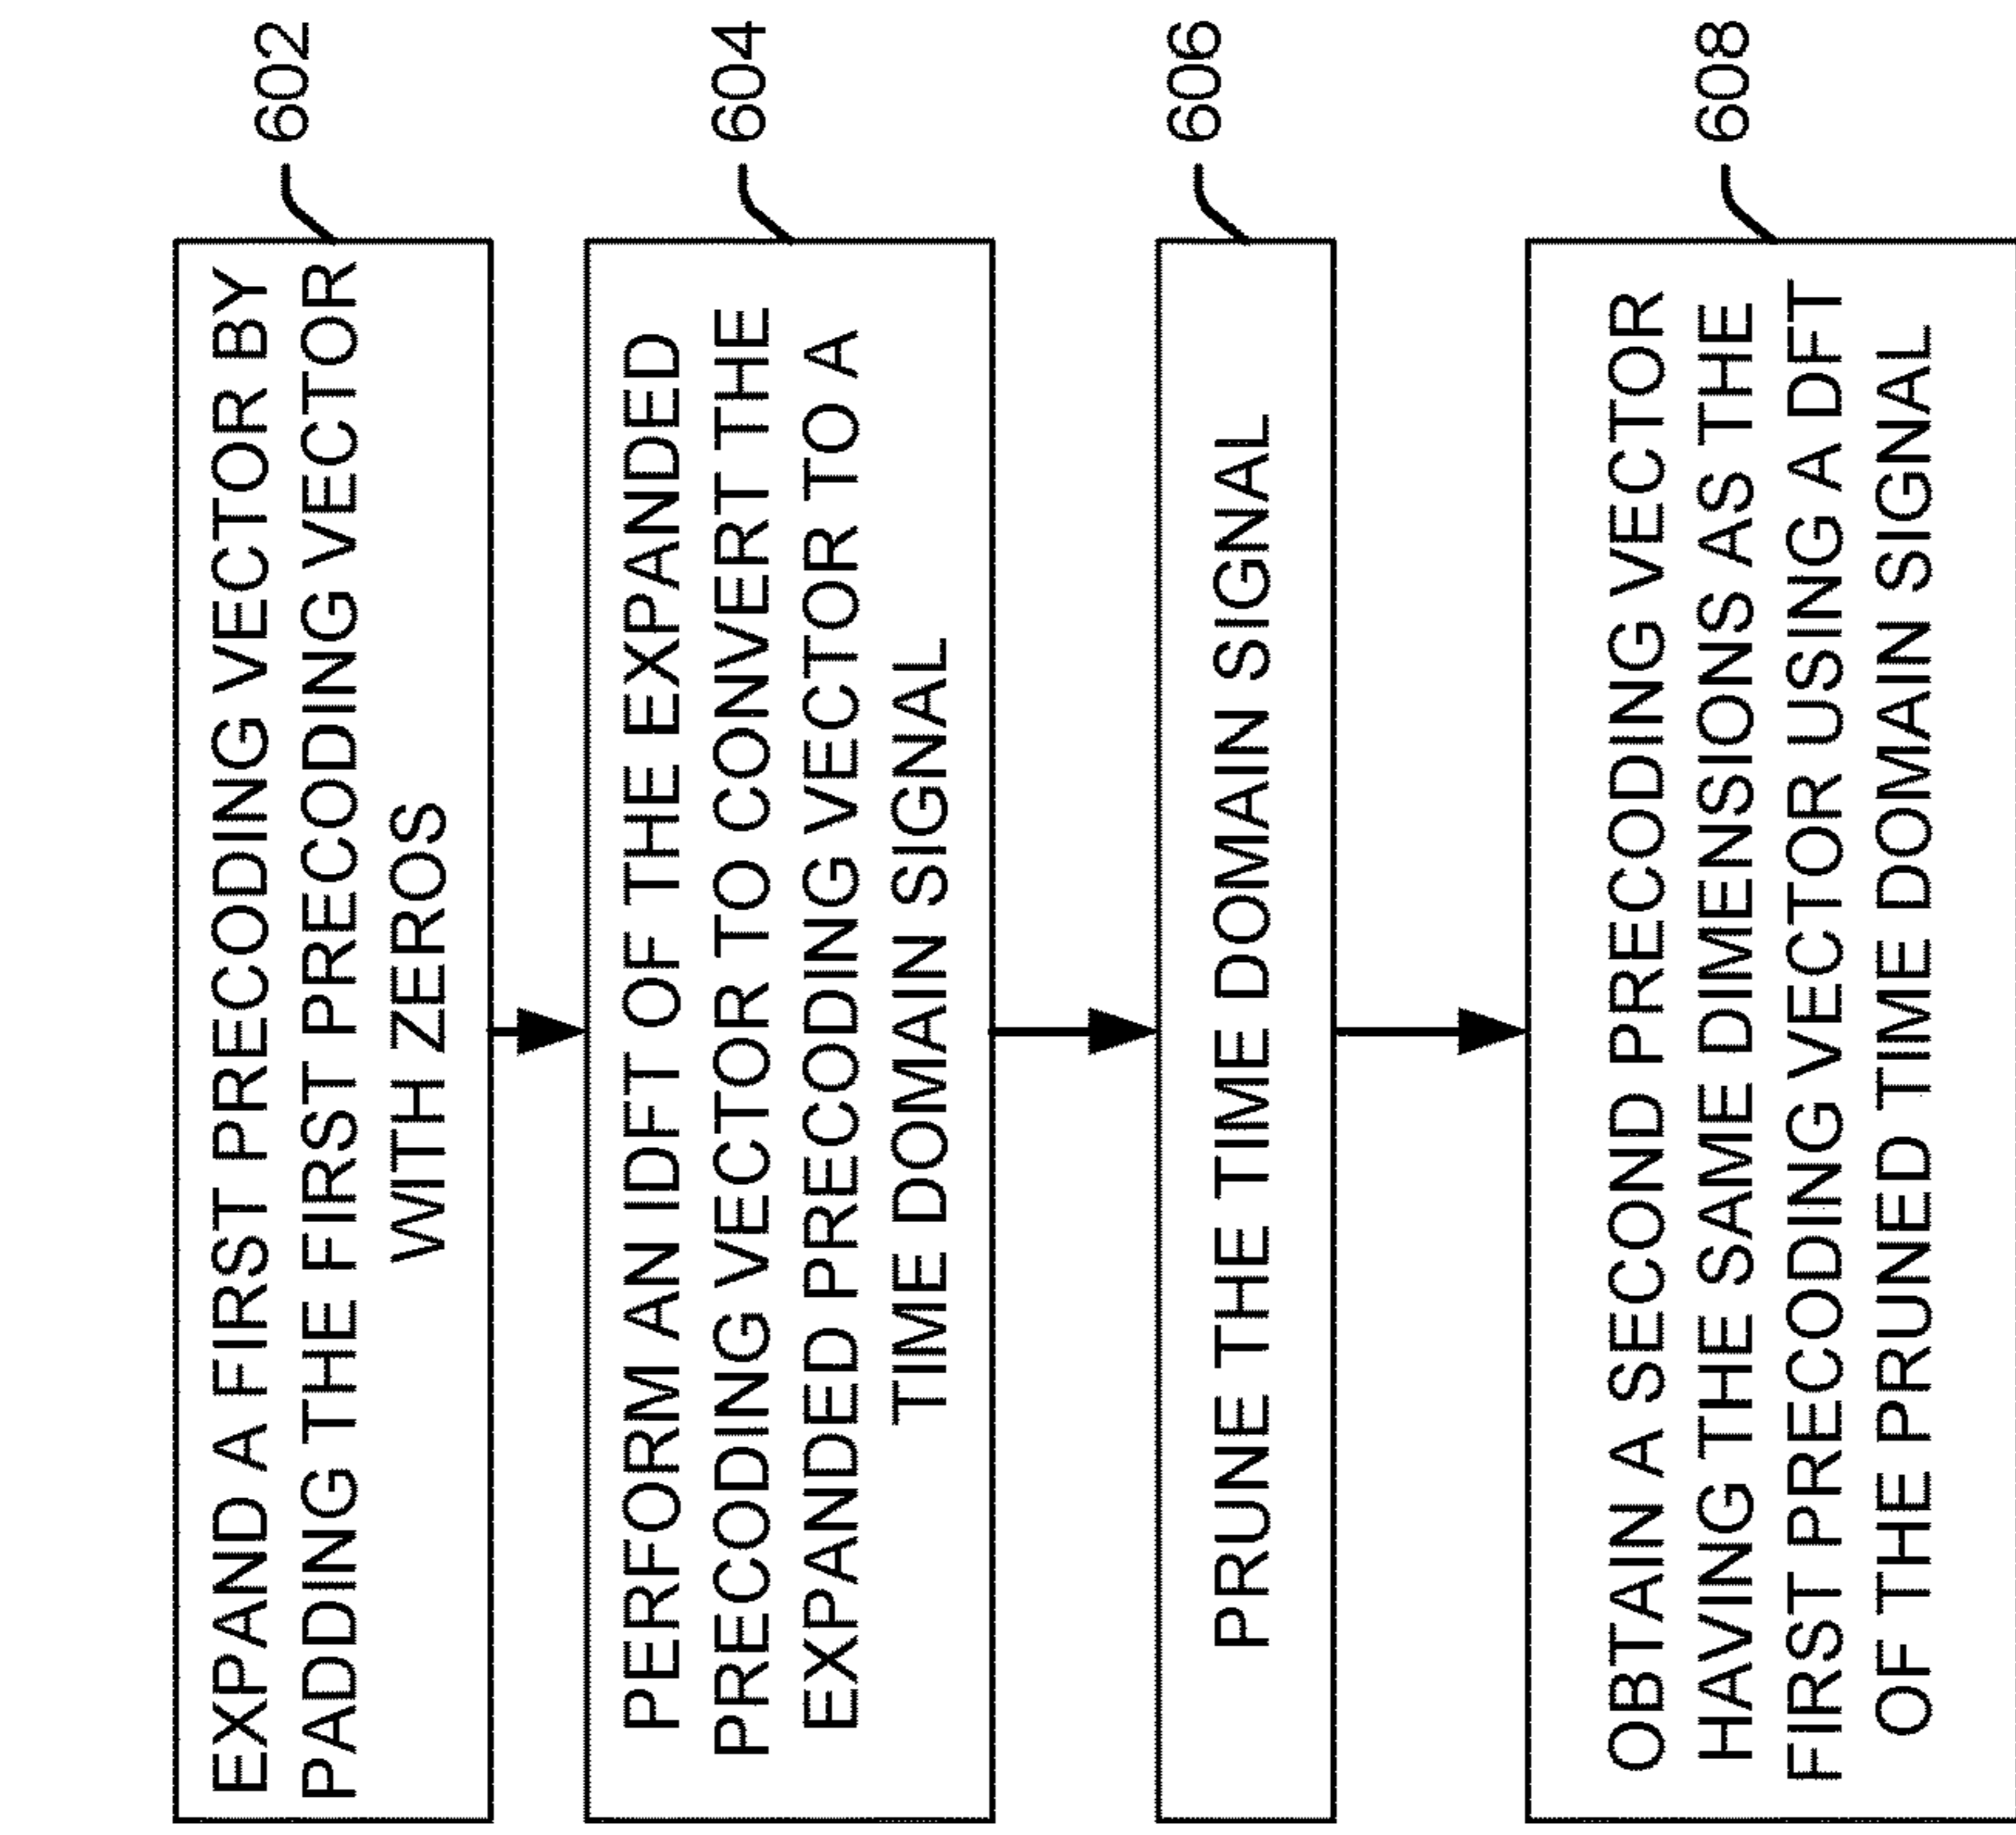 EXPAND A FIRST PRECODING VECTOR BY
PADDING THE FIRST PRECODING VECTOR
WITH ZEROS
602
PERFORM AN IDFT OF THE EXPANDED
PRECODING VECTOR TO CONVERT THE
EXPANDED PRECODING VECTOR TO A
TIME DOMAIN SIGNAL
604
PRUNE THE TIME DOMAIN SIGNAL
606
OBTAIN A SECOND PRECODING VECTOR
HAVING THE SAME DIMENSIONS AS THE
FIRST PRECODING VECTOR USING A DFT
OF THE PRUNED TIME DOMAIN SIGNAL
608